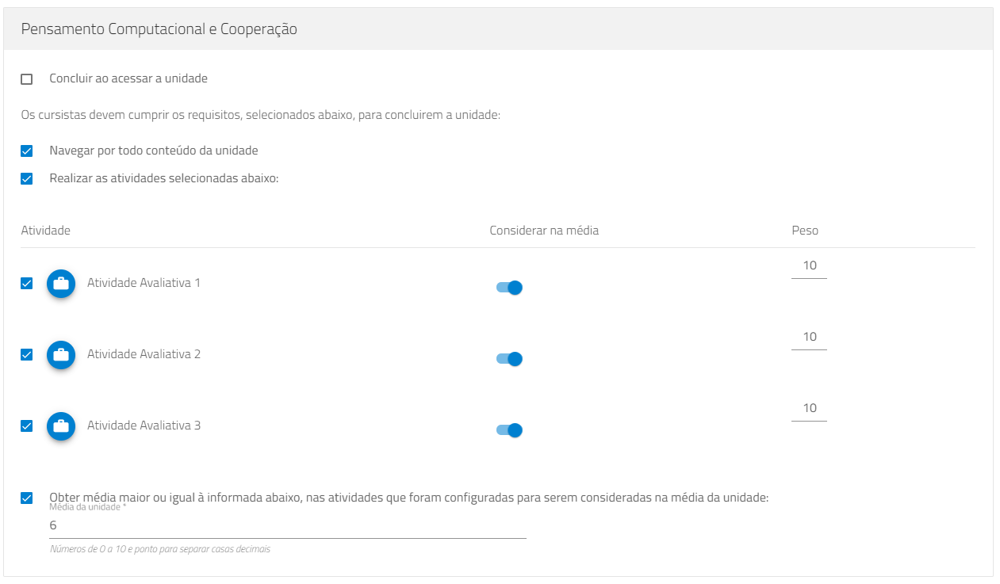 Pensamento Computacional e Cooperação
Concluir ao acessar a unidade
Os cursistas devem cumprir os requisitos, selecionados abaixo, para concluirem a unidade:
Navegar por todo conteúdo da unidade
Realizar as atividades selecionadas abaixo:
Atividade Considerar na média Peso
10
Atividade Avaliativa 1
10
Atividade Avaliativa 2
10
Atividade Avaliativa 3
Obter média maior ou igual à informada abaixo, nas atividades que foram configuradas para serem consideradas na média da unidade:
Média da unidade *
6
Números de 0 a 10 e ponto para separar casas decimais